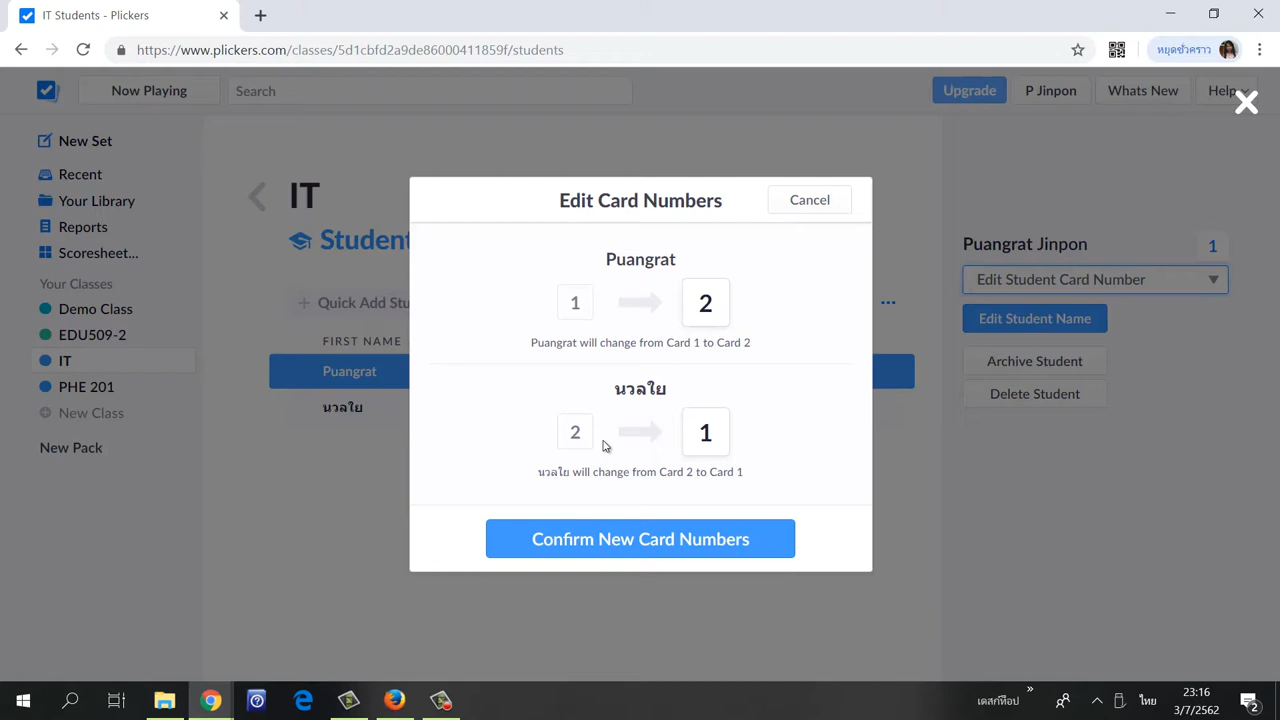 IT Students - Plickers
https://www.plickers.com/classes/5d1cbfd2a9de86000411859f/students
หยุดชั่วคราว
Now Playing
Search
Upgrade
P Jinpon
Whats New
Help
New Set
Recent
Your Library
Reports
Scoresheet...
Your Classes
Demo Class
EDU509-2
IT
PHE 201
New Class
New Pack
IT
Student
Quick Add Stu
FIRST NAME
Puangrat
นวลใย
Edit Card Numbers
Cancel
Puangrat
1
2
Puangrat will change from Card 1 to Card 2
นวลใย
2
1
นวลใย will change from Card 2 to Card 1
Confirm New Card Numbers
Puangrat Jinpon
1
Edit Student Card Number
Edit Student Name
Archive Student
Delete Student
เดสก์ท็อป
ไทย
23:16
3/7/2562
2